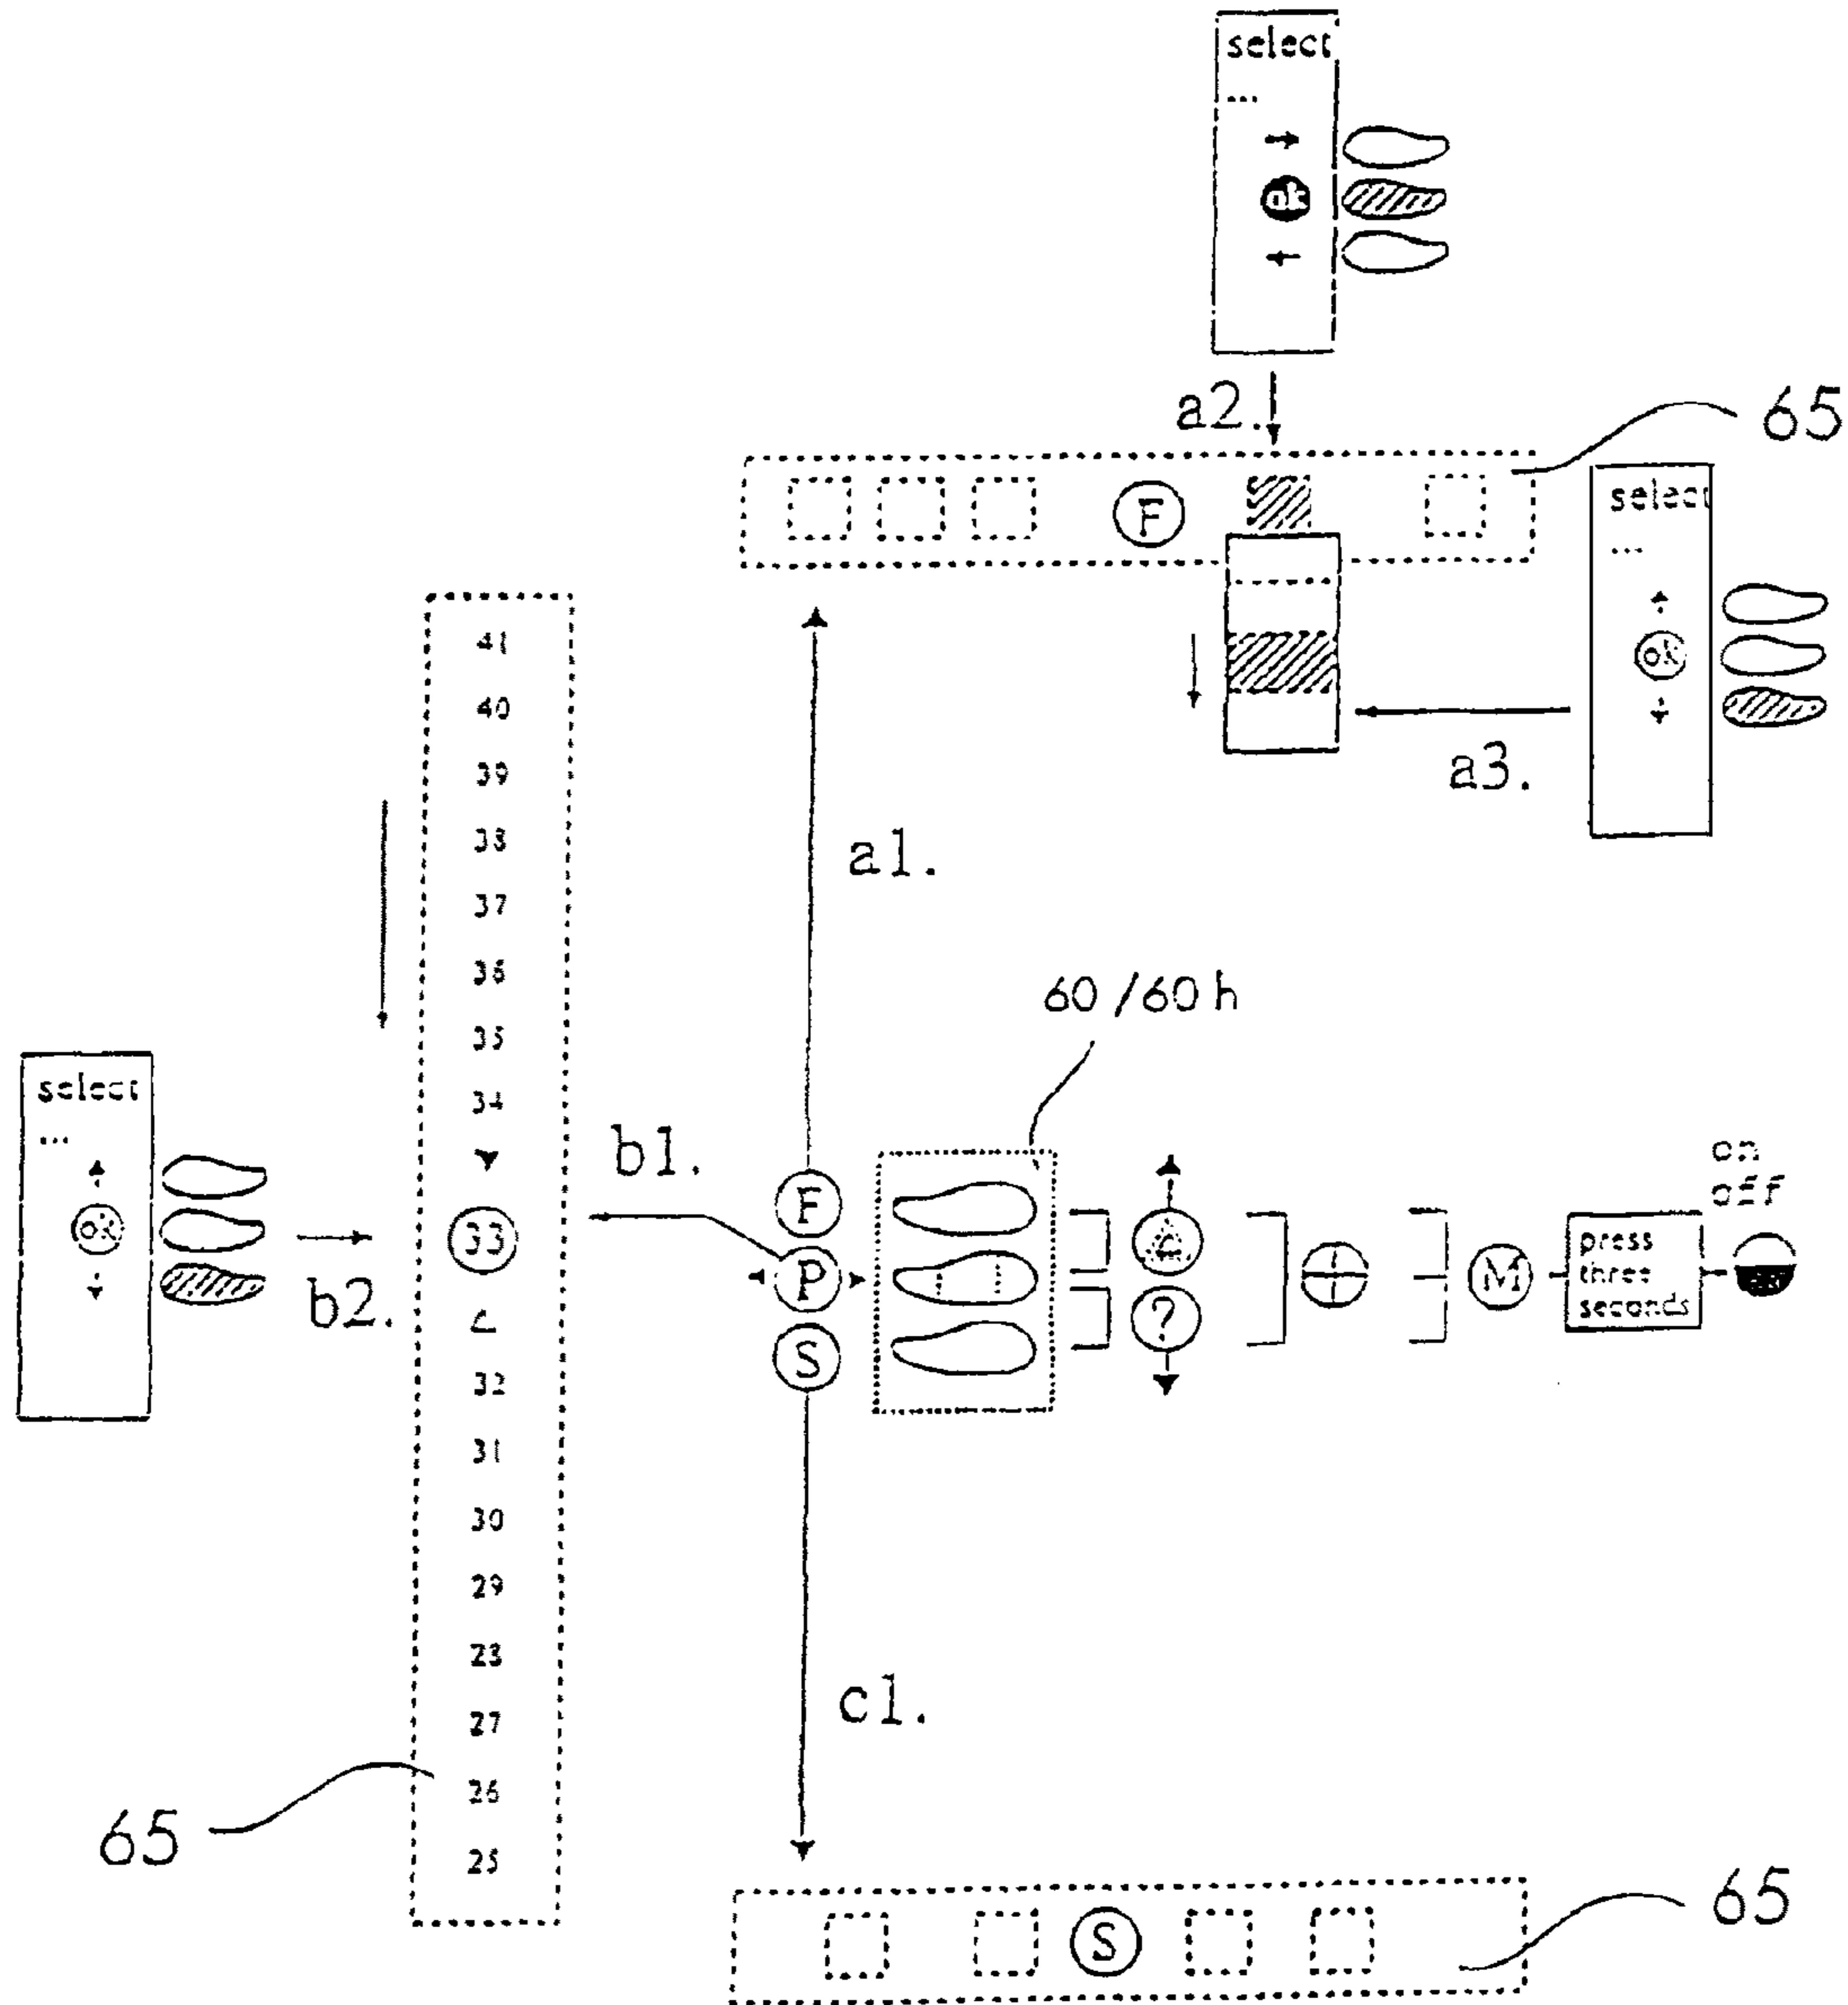 select
...
ok
a2.
65
F
select
...
ok
a3.
41
40
39
38
37
36
35
34
33
32
31
30
29
28
27
26
25
a1.
60/60h
select
...
ok
b2.
b1.
F
P
S
?
M
press
three
seconds
on
off
c1.
65
S
65